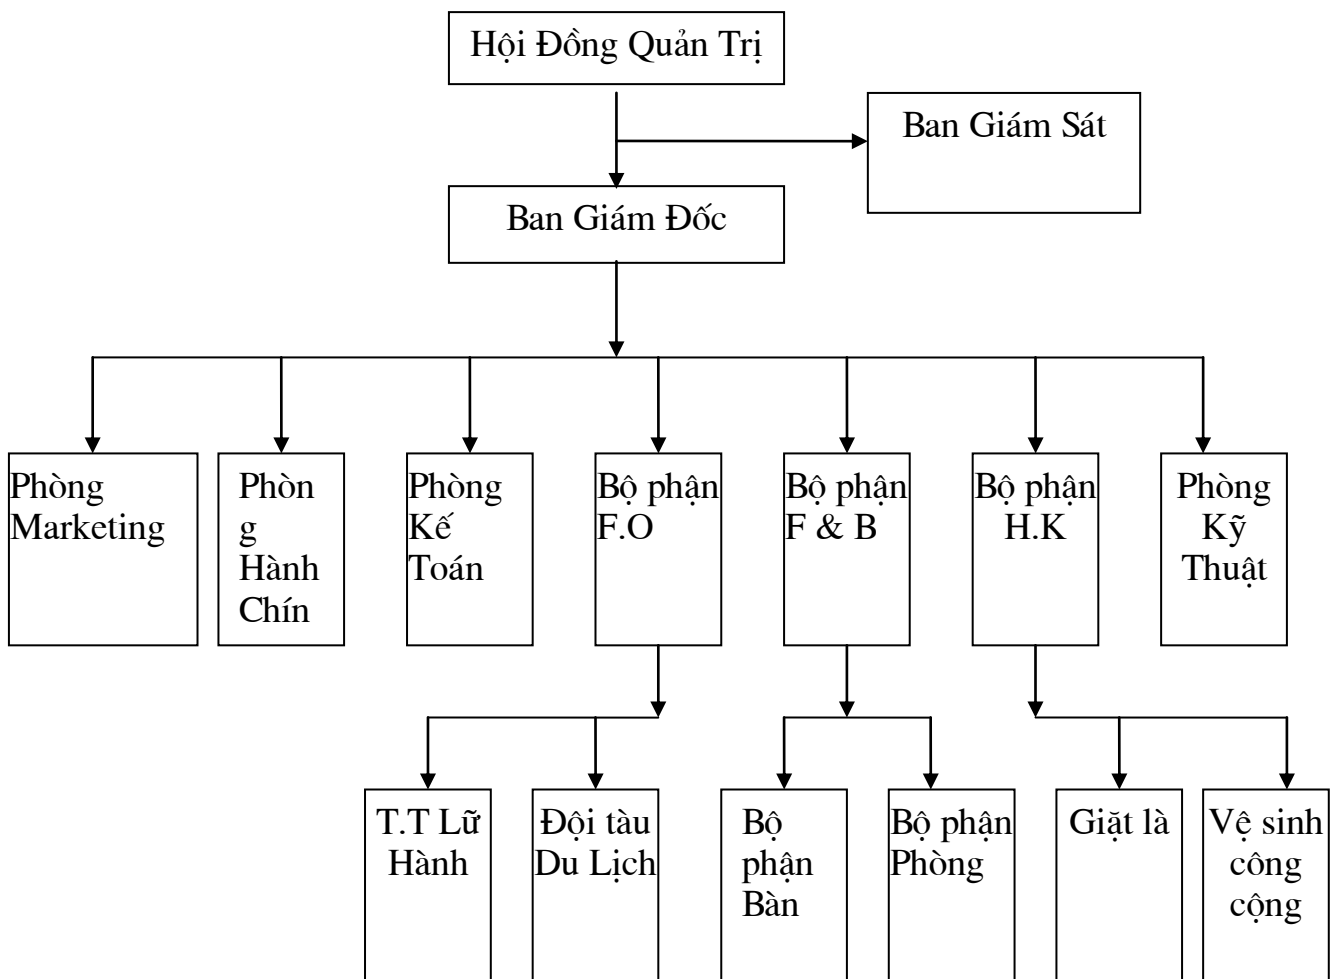 Hội Đồng Quản Trị
Ban Giám Sát
Ban Giám Đốc
Phòng
Marketing
Phòn
g
Hành
Chín
Phòng
Kế
Toán
Bộ phận
F.O
Bộ phận
F & B
Bộ phận
H.K
Phòng
Kỹ
Thuật
T.T Lữ
Hành
Đội tàu
Du Lịch
Bộ
phận
Bàn
Bộ phận
Phòng
Giặt là
Vệ sinh
công
cộng